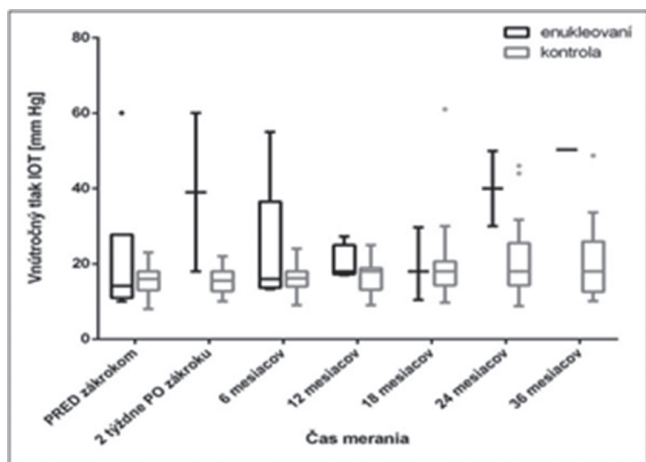 enukleovaní
kontrola
Vnútročný tlak IOT [mm Hg]
80
60
40
20
0
PRED zákrokom
2 týždne PO zákroku
6 mesiacov
12 mesiacov
18 mesiacov
24 mesiacov
36 mesiacov
Čas merania